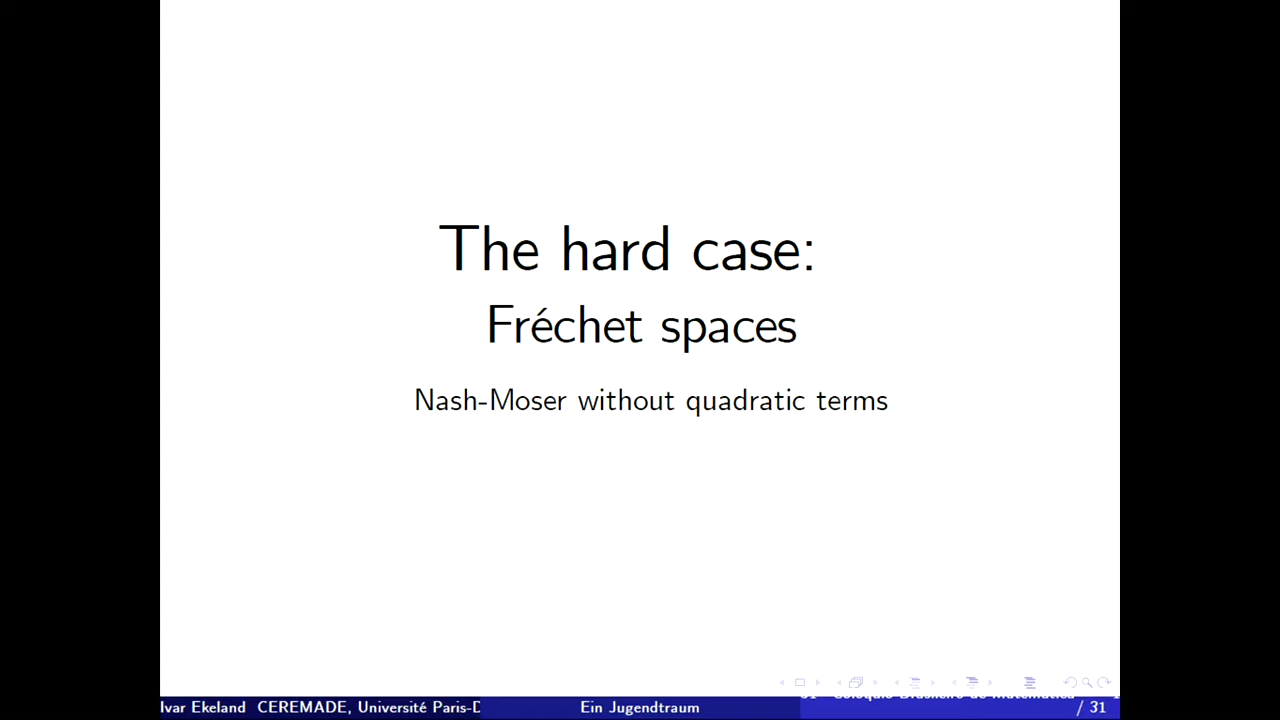 The hard case:
Fréchet spaces
Nash-Moser without quadratic terms
Ivar Ekeland CEREMADE, Université Paris-D
Ein Jugendtraum
/ 31